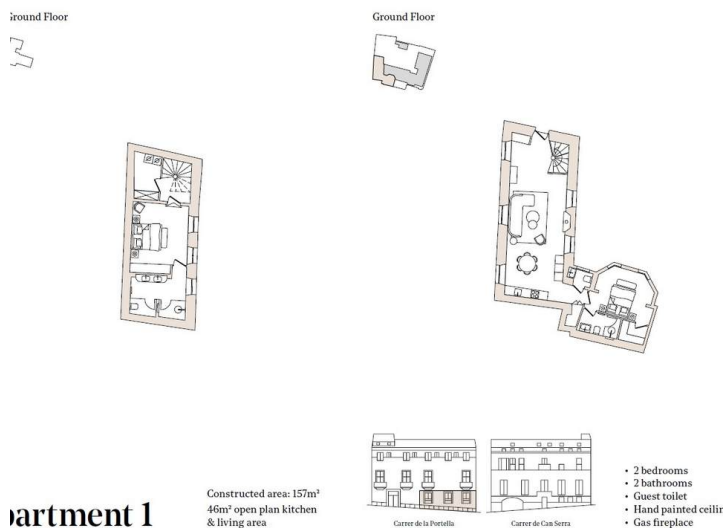 Ground Floor
Ground Floor
partment 1
Constructed area: 157m²
46m² open plan kitchen
& living area
Carrer de la Portella
Carrer de Can Serra
• 2 bedrooms
• 2 bathrooms
• Guest toilet
• Hand painted ceilin
• Gas fireplace